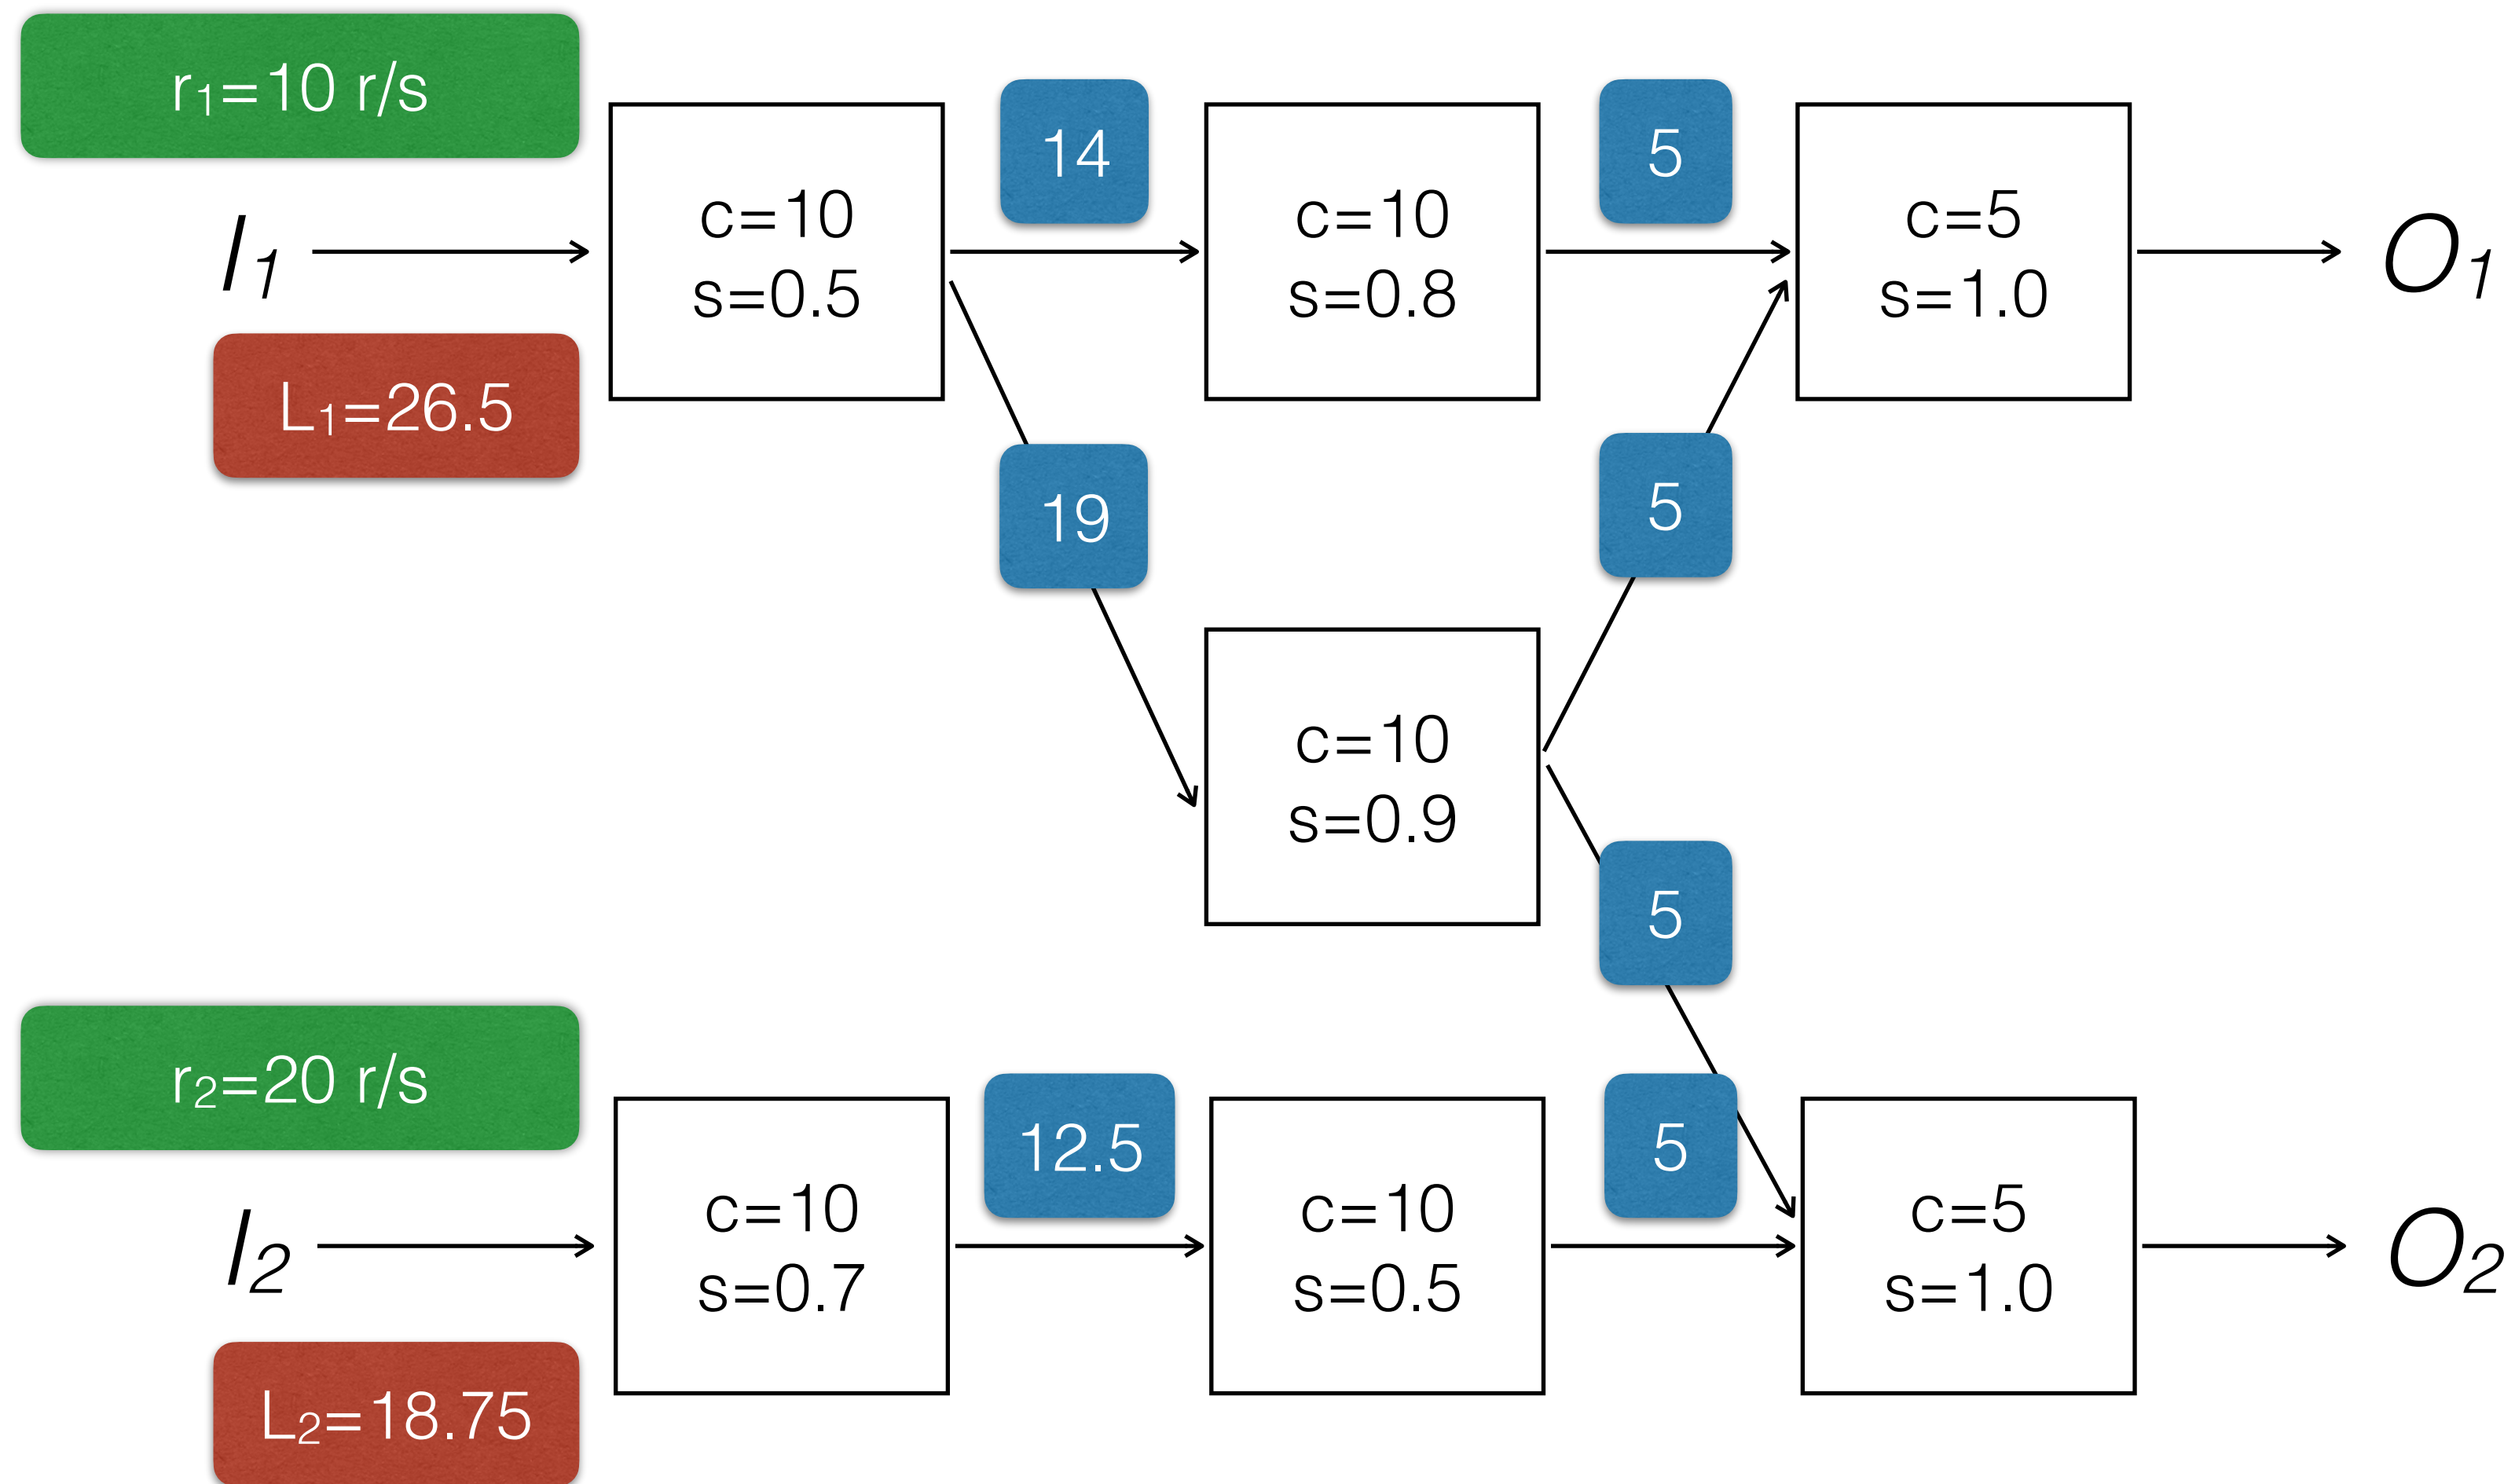 r₁=10 r/s
I₁
L₁=26.5
c=10
s=0.5
14
c=10
s=0.8
5
c=5
s=1.0
O₁
19
5
c=10
s=0.9
5
r₂=20 r/s
I₂
L₂=18.75
c=10
s=0.7
12.5
c=10
s=0.5
5
c=5
s=1.0
O₂